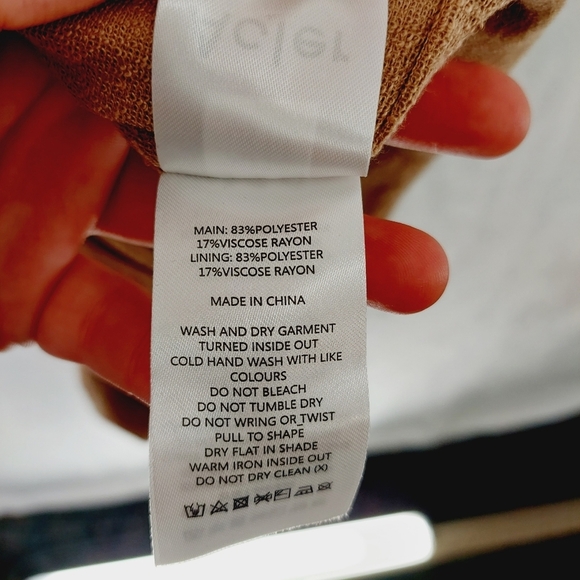 Acler
MAIN: 83%POLYESTER
17%VISCOSE RAYON
LINING: 83%POLYESTER
17%VISCOSE RAYON
MADE IN CHINA
WASH AND DRY GARMENT
TURNED INSIDE OUT
COLD HAND WASH WITH LIKE
COLOURS
DO NOT BLEACH
DO NOT TUMBLE DRY
DO NOT WRING OR TWIST
PULL TO SHAPE
DRY FLAT IN SHADE
WARM IRON INSIDE OUT
DO NOT DRY CLEAN (X)